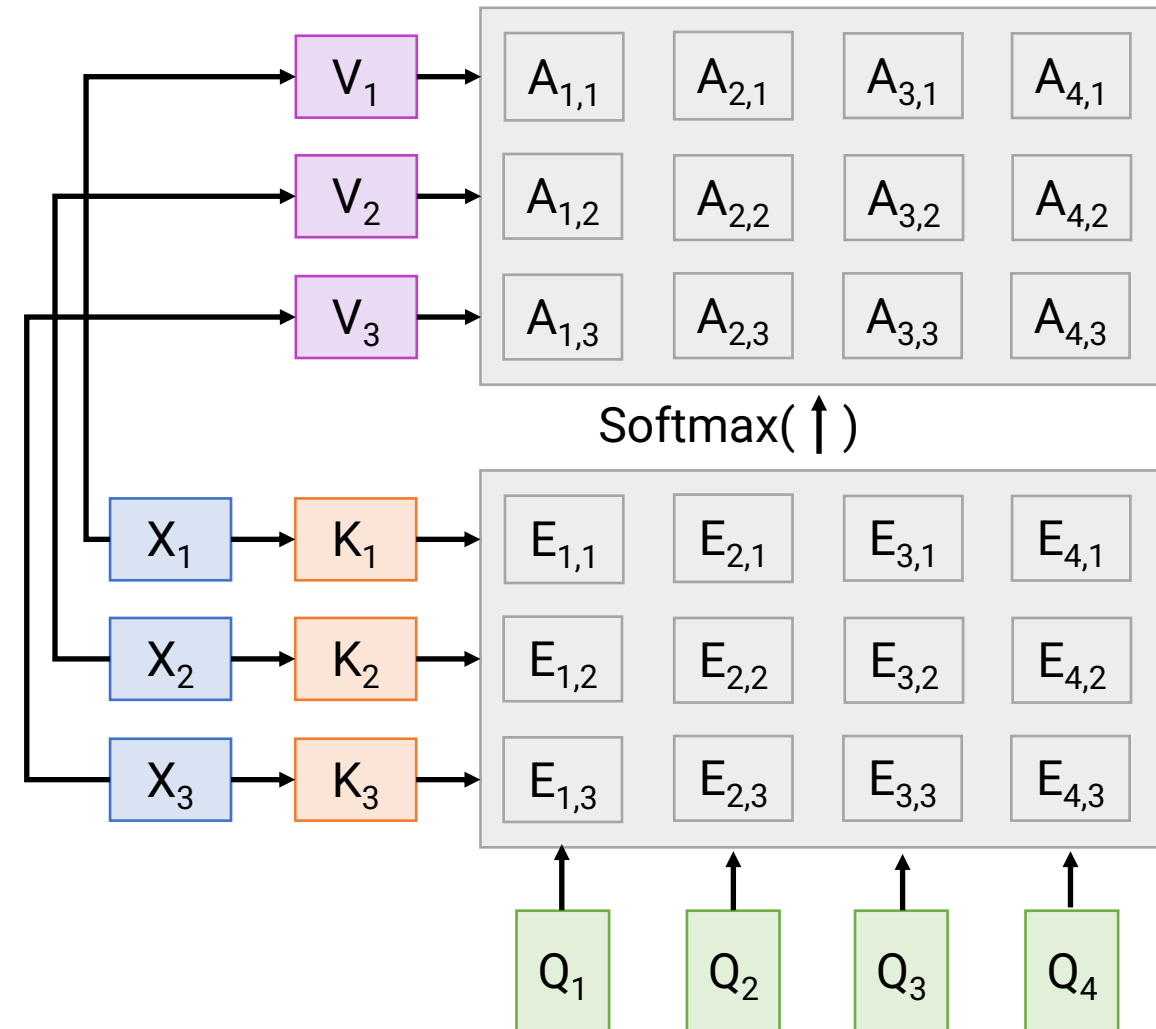 V1 A1,1 A2,1 A3,1 A4,1
V2 A1,2 A2,2 A3,2 A4,2
V3 A1,3 A2,3 A3,3 A4,3
Softmax(↑)
X1 K1 E1,1 E2,1 E3,1 E4,1
X2 K2 E1,2 E2,2 E3,2 E4,2
X3 K3 E1,3 E2,3 E3,3 E4,3
Q1 Q2 Q3 Q4